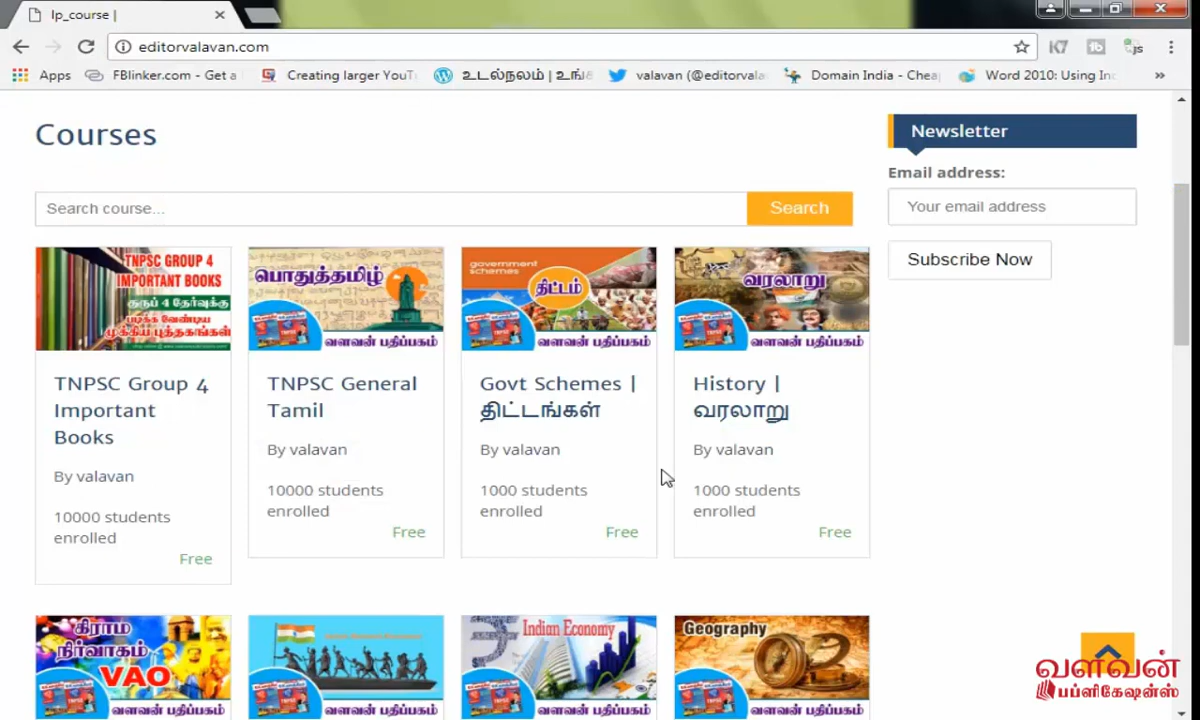 lp_course |
editorvalavan.com
Apps
FBlinker.com - Get a
Creating larger YouT
உடல்நலம் | உங்க
valavan (@editorvala
Domain India - Chea
Word 2010: Using In
»
Courses
Newsletter
Email address:
Search course...
Search
Your email address
Subscribe Now
TNPSC GROUP 4
IMPORTANT BOOKS
குரூப் 4 தேர்வுக்கு
படிக்க வேண்டிய
முக்கிய புத்தகங்கள்
பொதுத்தமிழ்
வளவன் பதிப்பகம்
government
schemes
திட்டம்
வளவன் பதிப்பகம்
வரலாறு
வளவன் பதிப்பகம்
TNPSC Group 4
Important
Books
By valavan
10000 students
enrolled
Free
TNPSC General
Tamil
By valavan
10000 students
enrolled
Free
Govt Schemes |
திட்டங்கள்
By valavan
1000 students
enrolled
Free
History |
வரலாறு
By valavan
1000 students
enrolled
Free
கிராம
நிர்வாகம்
VAO
வளவன் பதிப்பகம்
வளவன் பதிப்பகம்
Indian Economy
வளவன் பதிப்பகம்
Geography
வளவன் பதிப்பகம்
வளவன்
பப்ளிகேஷன்ஸ்